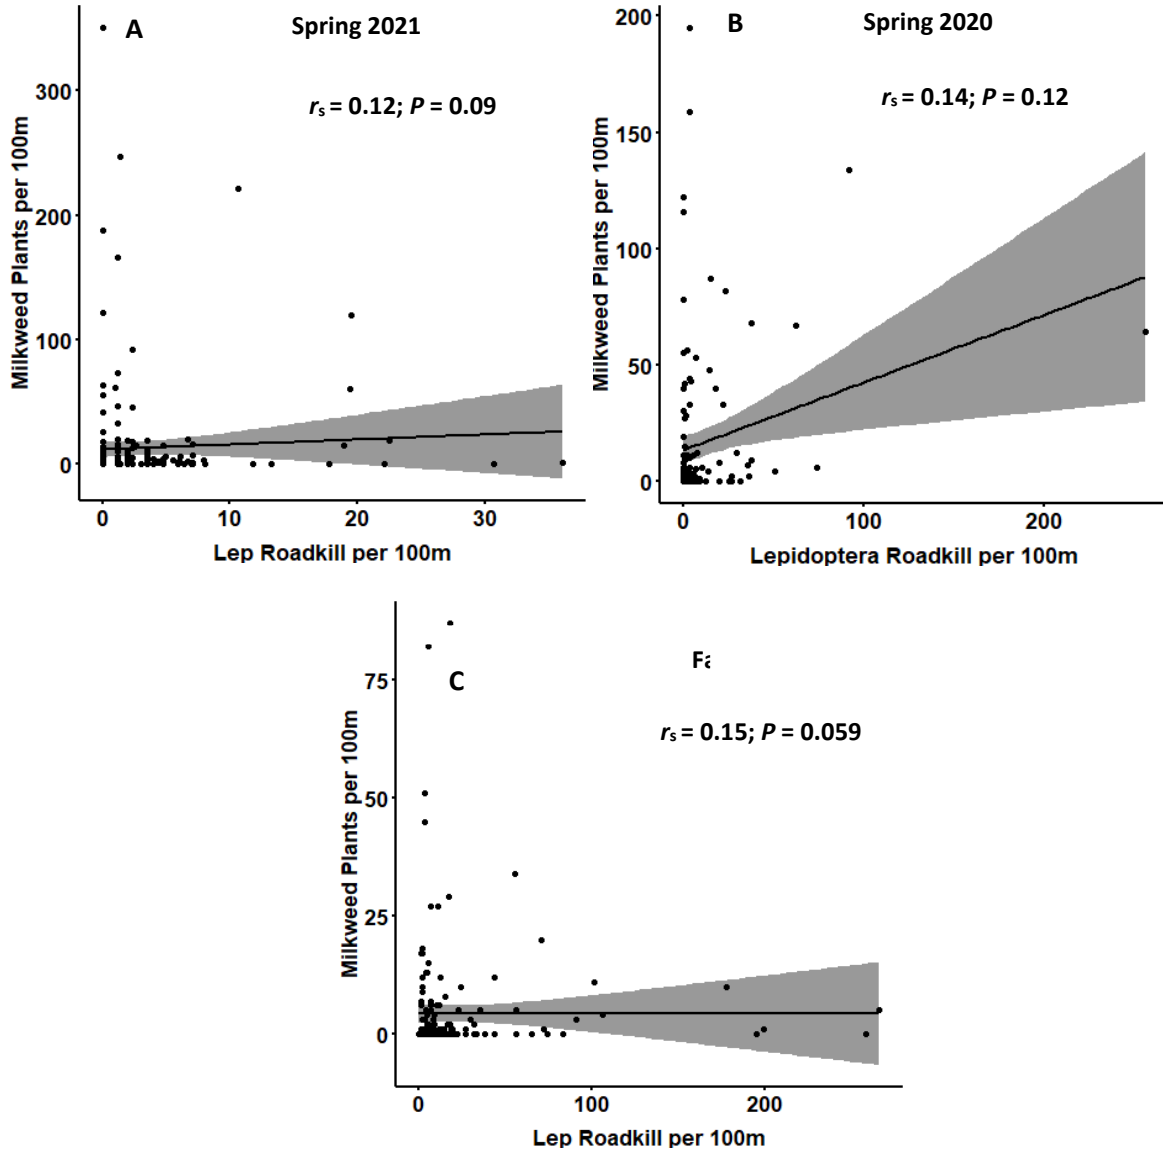 A
Spring 2021
rs = 0.12; P = 0.09
Milkweed Plants per 100m
300
200
100
0
0 10 20 30
Lep Roadkill per 100m
B
Spring 2020
rs = 0.14; P = 0.12
Milkweed Plants per 100m
200
150
100
50
0
0 100 200
Lepidoptera Roadkill per 100m
C
rs = 0.15; P = 0.059
Milkweed Plants per 100m
75
50
25
0
0 100 200
Lep Roadkill per 100m